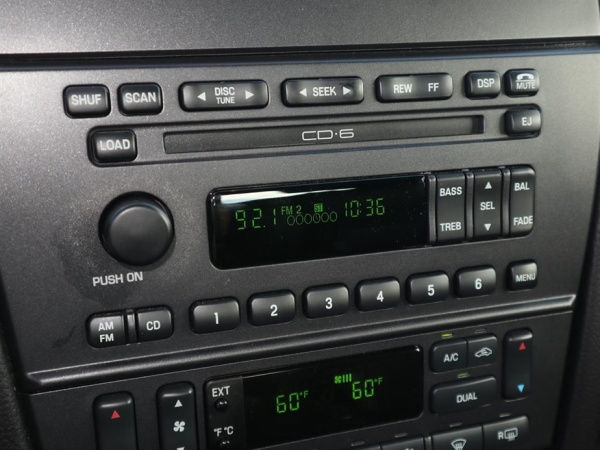 SHUF SCAN DISC TUNE SEEK REW FF DSP MUTE
LOAD CD·6 EJ
92.1 FM 2 10:36
BASS BAL
SEL
TREB FADE
PUSH ON
AM FM CD 1 2 3 4 5 6 MENU
EXT 60°F 60°F A/C
°F °C DUAL
R